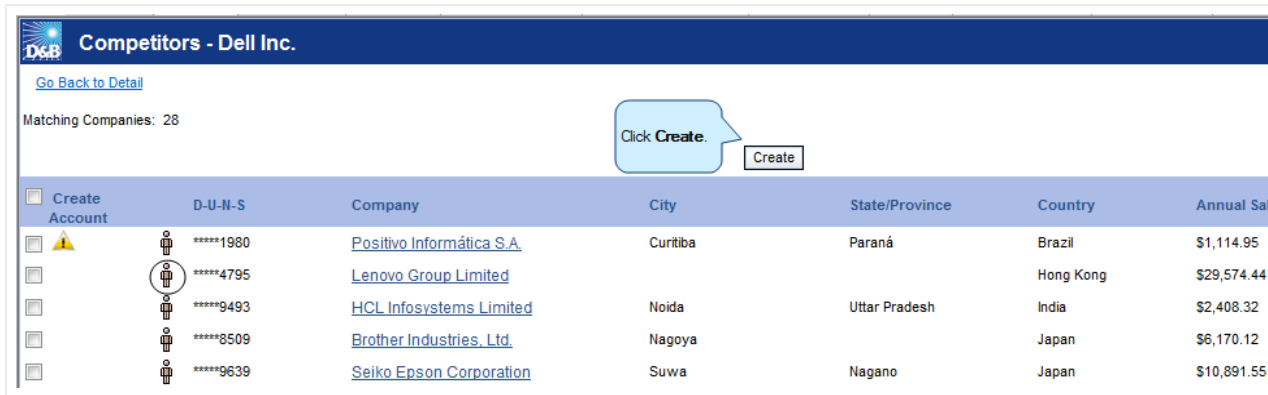 D&B Competitors - Dell Inc.
Go Back to Detail
Matching Companies: 28
Click Create.
Create
Create Account D-U-N-S Company City State/Province Country Annual Sal
*****1980 Positivo Informática S.A. Curitiba Paraná Brazil $1,114.95
*****4795 Lenovo Group Limited Hong Kong $29,574.44
*****9493 HCL Infosystems Limited Noida Uttar Pradesh India $2,408.32
*****8509 Brother Industries, Ltd. Nagoya Japan $6,170.12
*****9639 Seiko Epson Corporation Suwa Nagano Japan $10,891.55